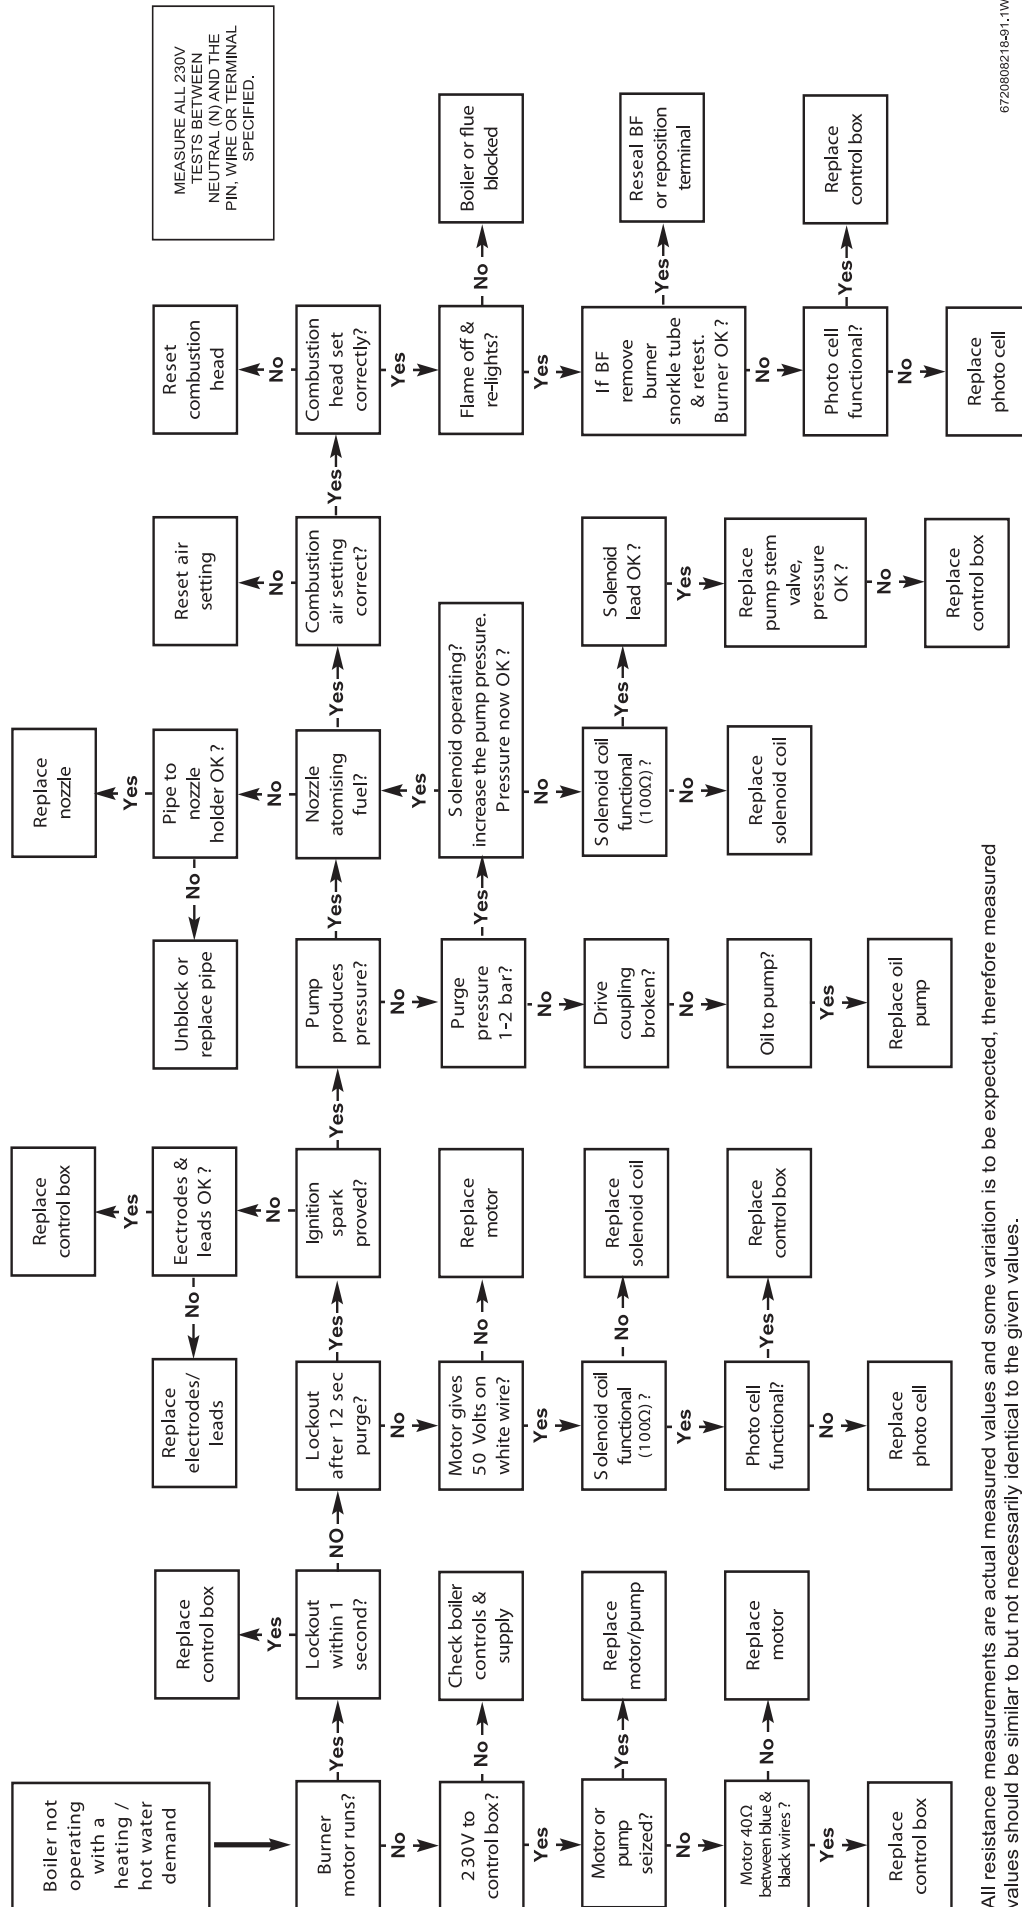 Boiler not
operating
with a
heating /
hot water
demand
Burner
motor runs?
No
230V to
control box?
Yes
Motor or
pump
seized?
No
Motor 40Ω
between blue &
black wires ?
Yes
Replace
control box
Yes
No
Yes
No
Replace
control box
Yes
Lockout
within 1
second?
Check boiler
controls &
supply
Replace
motor/pump
Replace
motor
NO
Replace
electrodes/
leads
Lockout
after 12 sec
purge?
No
Motor gives
50 Volts on
white wire?
Yes
Solenoid coil
functional
(100Ω) ?
Yes
Photo cell
functional?
No
Replace
photo cell
No
Yes
No
No
Yes
Replace
control box
Yes
Eectrodes &
leads OK ?
No
Ignition
spark
proved?
Replace
motor
Replace
solenoid coil
Replace
control box
Yes
Unblock or
replace pipe
Pump
produces
pressure?
No
Purge
pressure
1-2 bar?
No
Drive
coupling
broken?
No
Oil to pump?
Yes
Replace oil
pump
No
Yes
Yes
Replace
nozzle
Yes
Pipe to
nozzle
holder OK ?
No
Nozzle
atomising
fuel?
Yes
Solenoid operating?
increase the pump pressure.
Pressure now OK ?
No
Solenoid coil
functional
(100Ω) ?
No
Replace
solenoid coil
Yes
Yes
Reset air
setting
No
Combustion
air setting
correct?
Solenoid
lead OK ?
Yes
Replace
pump stem
valve,
pressure
OK ?
No
Replace
control box
Yes
Reset
combustion
head
No
Combustion
head set
correctly?
Yes
Flame off &
re-lights?
Yes
If BF
remove
burner
snorkle tube
& retest.
Burner OK ?
No
Photo cell
functional?
No
Replace
photo cell
No
Yes
Yes
Boiler or flue
blocked
Reseal BF
or reposition
terminal
Replace
control box
MEASURE ALL 230V
TESTS BETWEEN
NEUTRAL (N) AND THE
PIN, WIRE OR TERMINAL
SPECIFIED.
All resistance measurements are actual measured values and some variation is to be expected, therefore measured
values should be similar to but not necessarily identical to the given values.
6720808218-91.1W